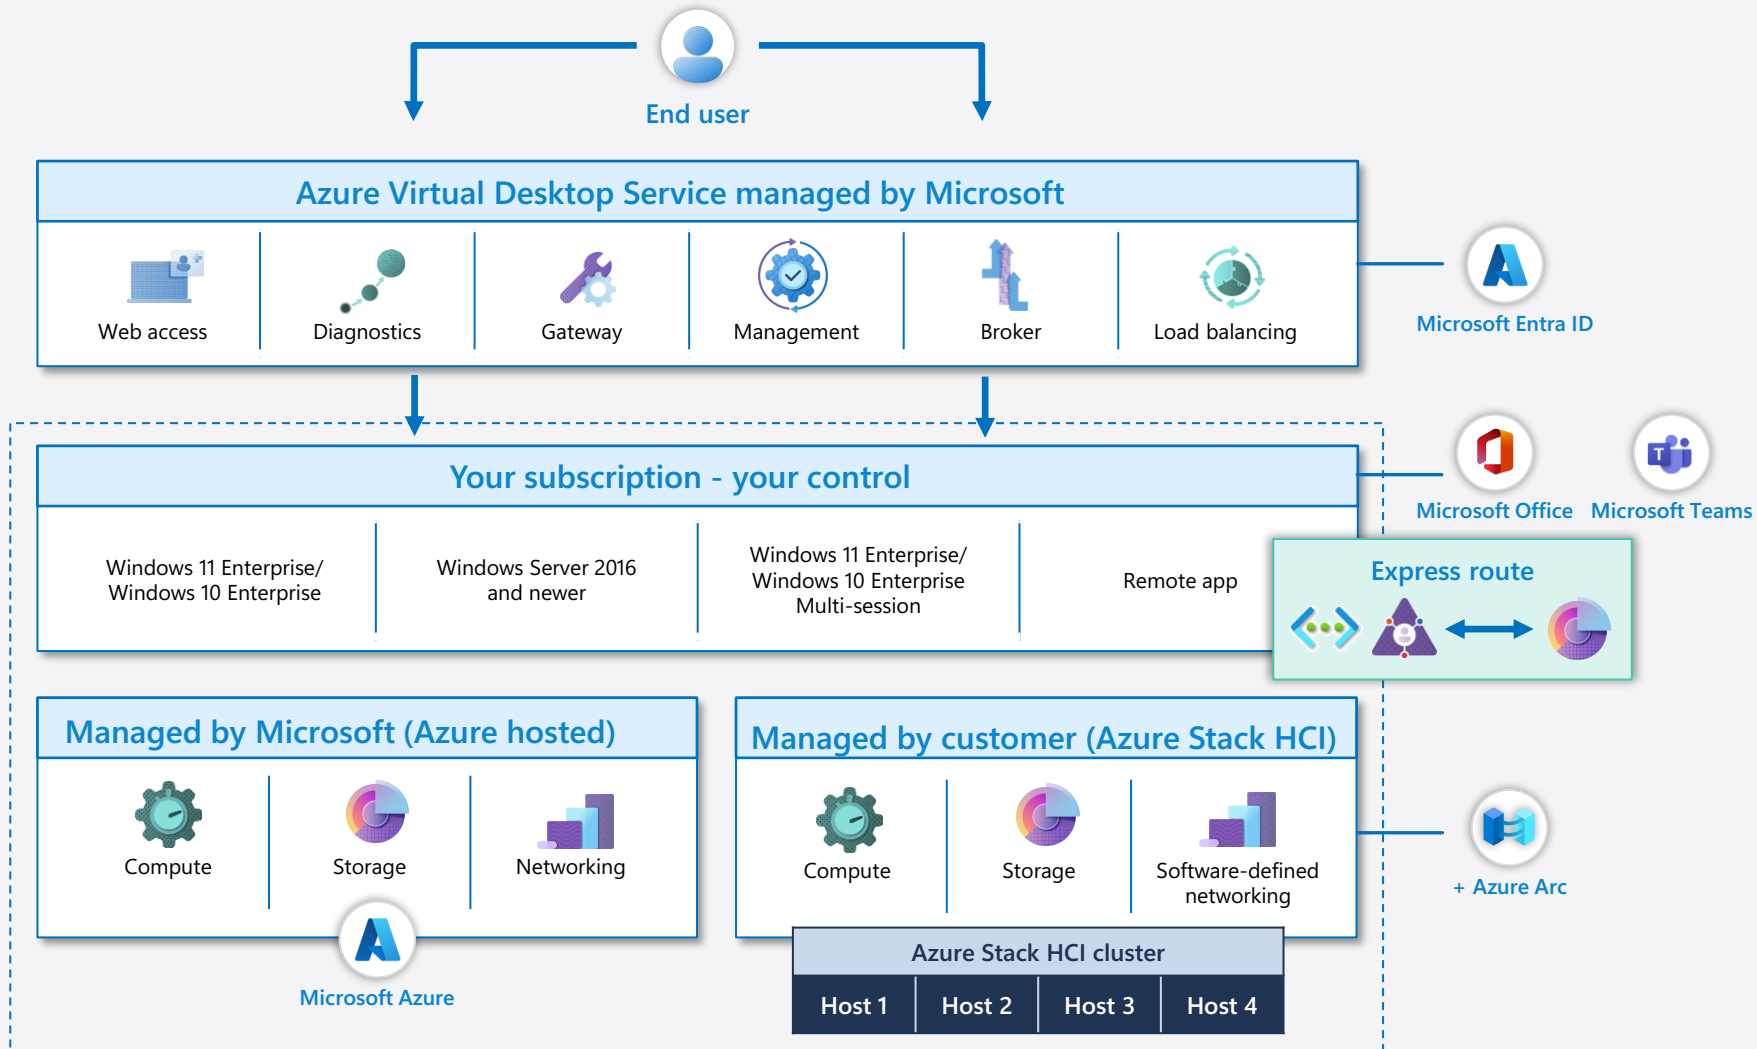 End user
Azure Virtual Desktop Service managed by Microsoft
Web access
Diagnostics
Gateway
Management
Broker
Load balancing
Microsoft Entra ID
Your subscription - your control
Microsoft Office
Microsoft Teams
Windows 11 Enterprise/
Windows 10 Enterprise
Windows Server 2016
and newer
Windows 11 Enterprise/
Windows 10 Enterprise
Multi-session
Remote app
Express route
Managed by Microsoft (Azure hosted)
Compute
Storage
Networking
Microsoft Azure
Managed by customer (Azure Stack HCI)
Compute
Storage
Software-defined
networking
+ Azure Arc
Azure Stack HCI cluster
Host 1
Host 2
Host 3
Host 4